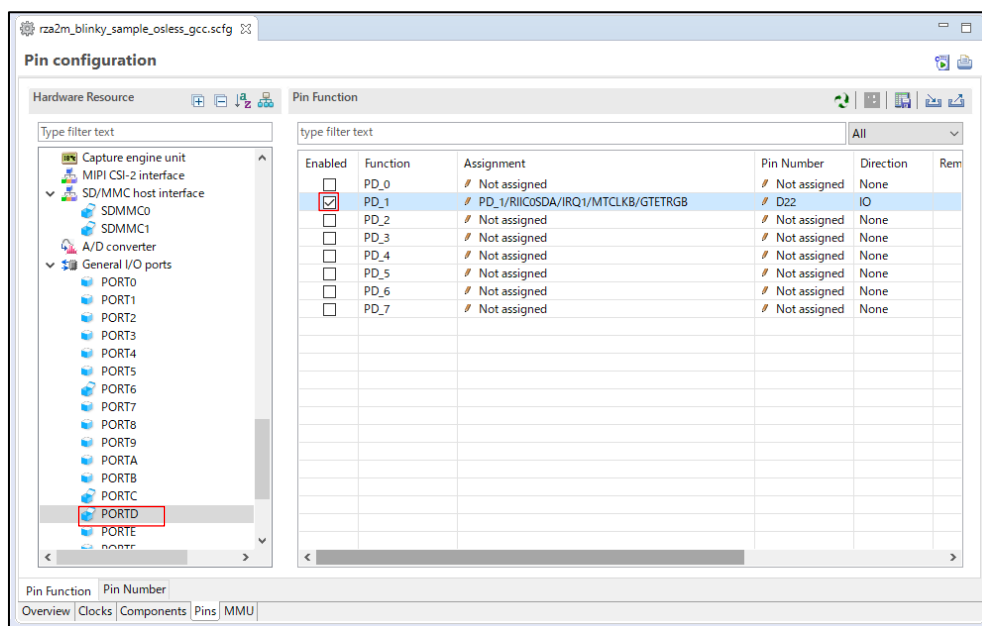 rza2m_blinky_sample_osless_gcc.scfg
Pin configuration
Hardware Resource
Type filter text
Capture engine unit
MIPI CSI-2 interface
SD/MMC host interface
SDMMC0
SDMMC1
A/D converter
General I/O ports
PORT0
PORT1
PORT2
PORT3
PORT4
PORT5
PORT6
PORT7
PORT8
PORT9
PORTA
PORTB
PORTC
PORTD
PORTE
PORTF
Pin Function
type filter text All
Enabled Function Assignment Pin Number Direction Rem
PD_0 Not assigned Not assigned None
PD_1 PD_1/RIIC0SDA/IRQ1/MTCLKB/GTETRGB D22 IO
PD_2 Not assigned Not assigned None
PD_3 Not assigned Not assigned None
PD_4 Not assigned Not assigned None
PD_5 Not assigned Not assigned None
PD_6 Not assigned Not assigned None
PD_7 Not assigned Not assigned None
Pin Function Pin Number
Overview Clocks Components Pins MMU